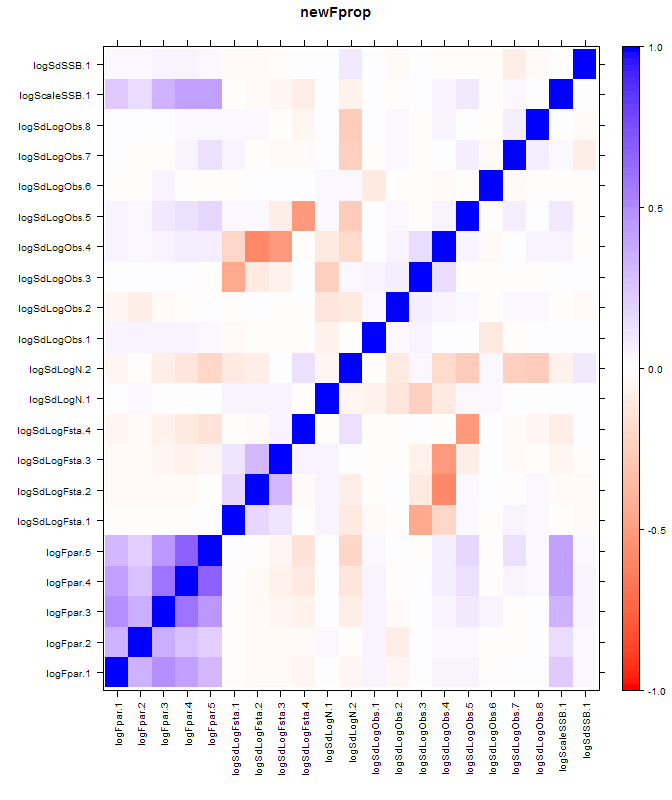 newFprop
logSdSSB.1
logScaleSSB.1
logSdLogObs.8
logSdLogObs.7
logSdLogObs.6
logSdLogObs.5
logSdLogObs.4
logSdLogObs.3
logSdLogObs.2
logSdLogObs.1
logSdLogN.2
logSdLogN.1
logSdLogFsta.4
logSdLogFsta.3
logSdLogFsta.2
logSdLogFsta.1
logFpar.5
logFpar.4
logFpar.3
logFpar.2
logFpar.1
1.0
0.5
0.0
-0.5
-1.0
logFpar.1
logFpar.2
logFpar.3
logFpar.4
logFpar.5
logSdLogFsta.1
logSdLogFsta.2
logSdLogFsta.3
logSdLogFsta.4
logSdLogN.1
logSdLogN.2
logSdLogObs.1
logSdLogObs.2
logSdLogObs.3
logSdLogObs.4
logSdLogObs.5
logSdLogObs.6
logSdLogObs.7
logSdLogObs.8
logScaleSSB.1
logSdSSB.1